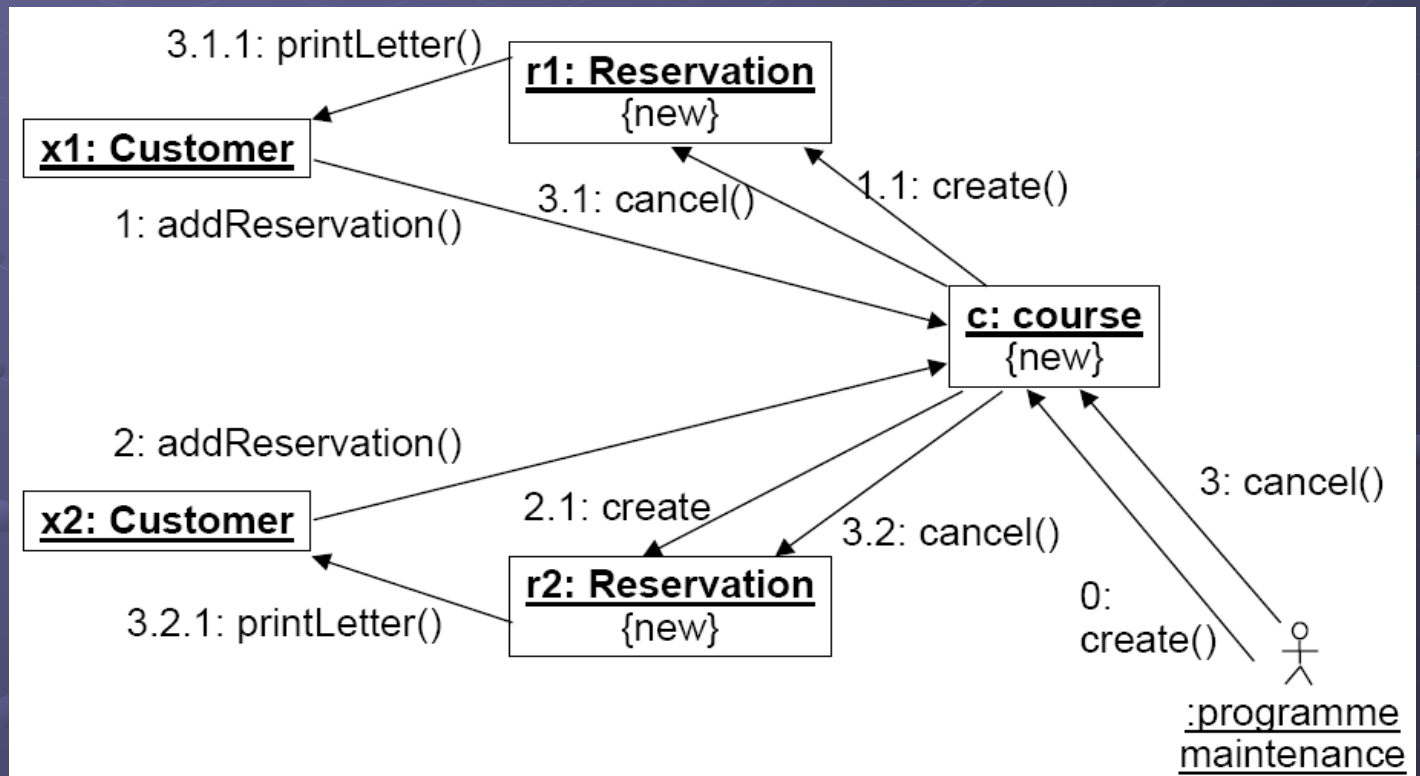 3.1.1: printLetter()
r1: Reservation
{new}
x1: Customer
3.1: cancel()
1.1: create()
1: addReservation()
c: course
{new}
2: addReservation()
x2: Customer
2.1: create
3.2: cancel()
3: cancel()
r2: Reservation
{new}
3.2.1: printLetter()
0:
create()
:programme
maintenance